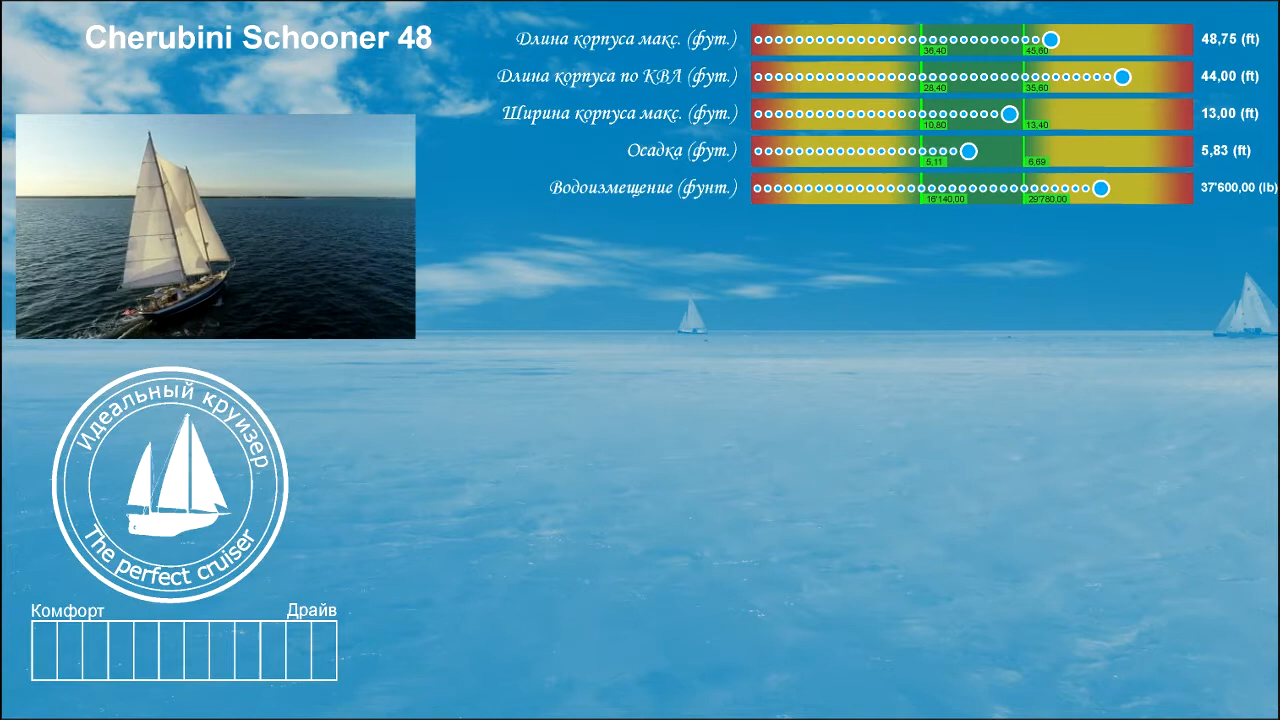 Cherubini Schooner 48
Длина корпуса макс. (фут.) 36,40 45,60 48,75 (ft)
Длина корпуса по КВЛ (фут.) 28,40 35,60 44,00 (ft)
Ширина корпуса макс. (фут.) 10,80 13,40 13,00 (ft)
Осадка (фут.) 5,11 6,69 5,83 (ft)
Водоизмещение (фунт.) 16'140,00 29'780,00 37'600,00 (lb)
Идеальный круизер
The perfect cruiser
Комфорт Драйв